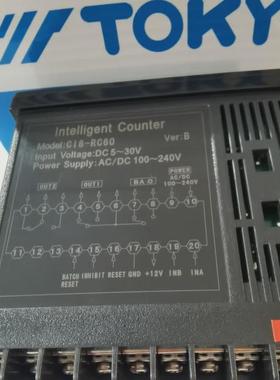 TOKY
Intelligent Counter
Model: CI8-RC60 Ver: B
Input Voltage:DC 5~30V
Power Supply: AC/DC 100~240V
POWER
OUT2 OUT1 BA O AC/DC
100~240V
1 2 3 4 5 6 7 8 9 10
11 12 13 14 15 16 17 18 19 20
BATCH INHIBIT RESET GND +12V INB INA
RESET